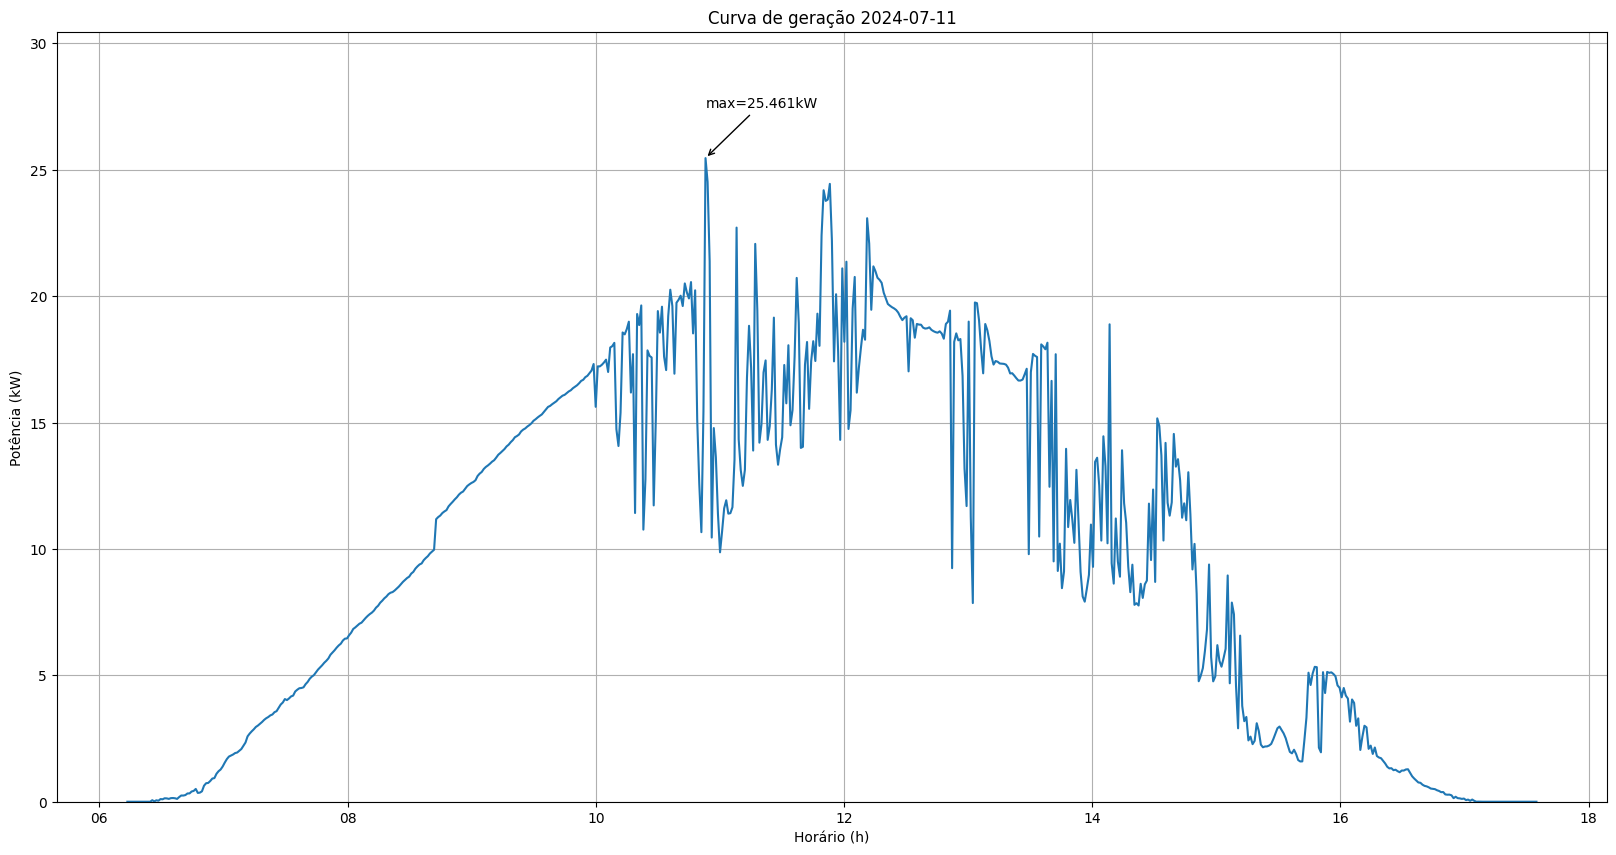 Curva de geração 2024-07-11
30
max=25.461kW
25
20
15
10
5
0
Potência (kW)
06 08 10 12 14 16 18
Horário (h)